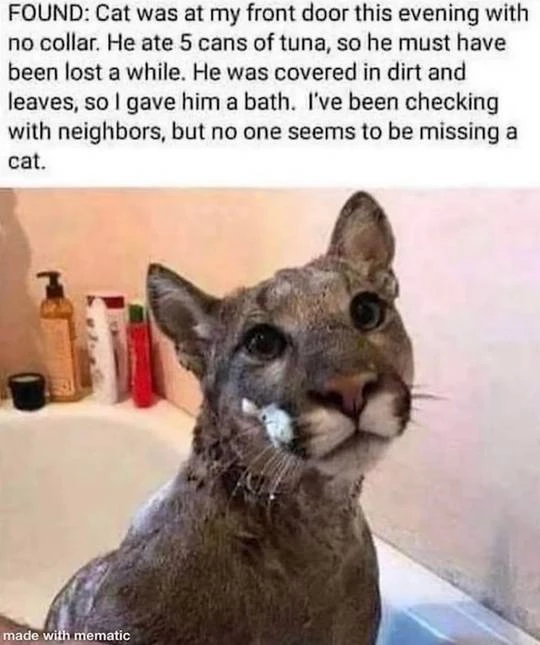 FOUND: Cat was at my front door this evening with
no collar. He ate 5 cans of tuna, so he must have
been lost a while. He was covered in dirt and
leaves, so I gave him a bath.  I've been checking
with neighbors, but no one seems to be missing a
cat.
made with mematic